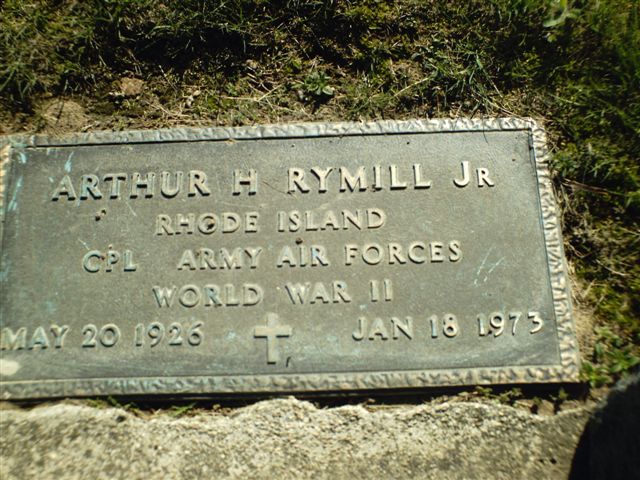 ARTHUR H RYMILL JR
RHODE ISLAND
CPL ARMY AIR FORCES
WORLD WAR II
MAY 20 1926 JAN 18 1973